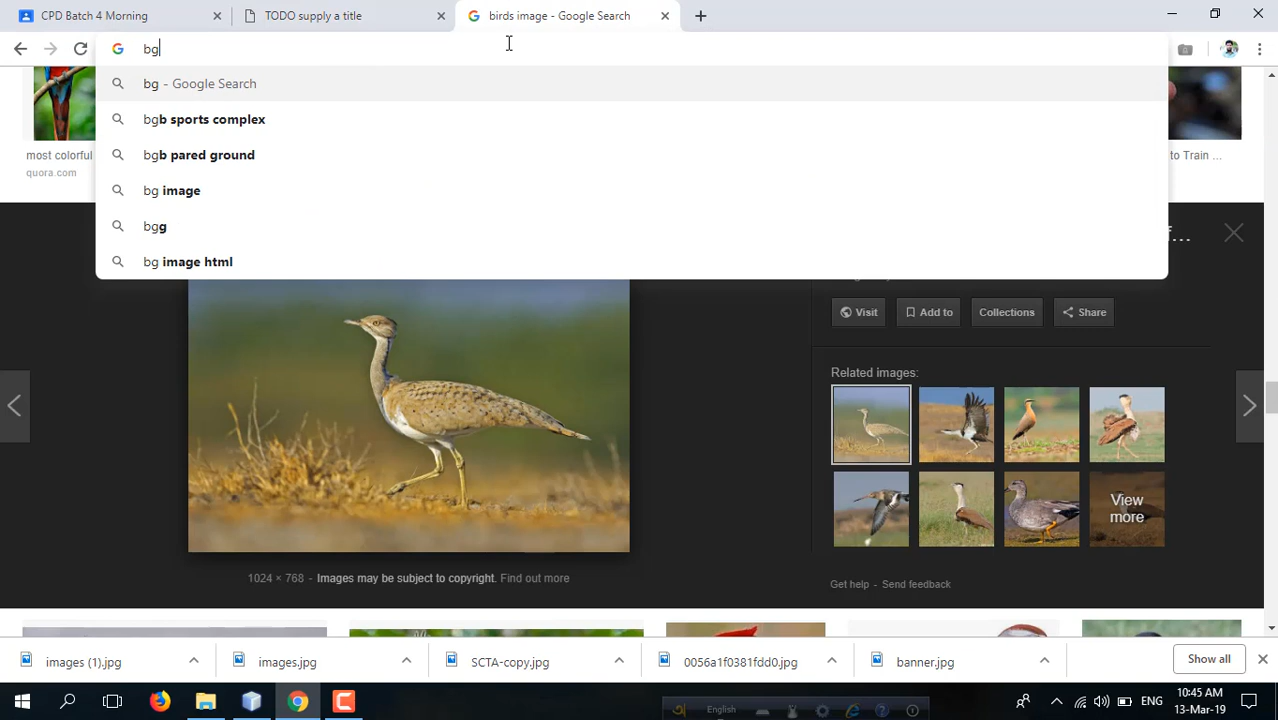 CPD Batch 4 Morning
TODO supply a title
birds image - Google Search
bg
bg - Google Search
bgb sports complex
bgb pared ground
bg image
bgg
bg image html
most colorful
quora.com
to Train ...
f...
Visit
Add to
Collections
Share
Related images:
View
more
1024 × 768 - Images may be subject to copyright. Find out more
Get help - Send feedback
images (1).jpg
images.jpg
SCTA-copy.jpg
0056a1f0381fdd0.jpg
banner.jpg
Show all
English
ENG
10:45 AM
13-Mar-19